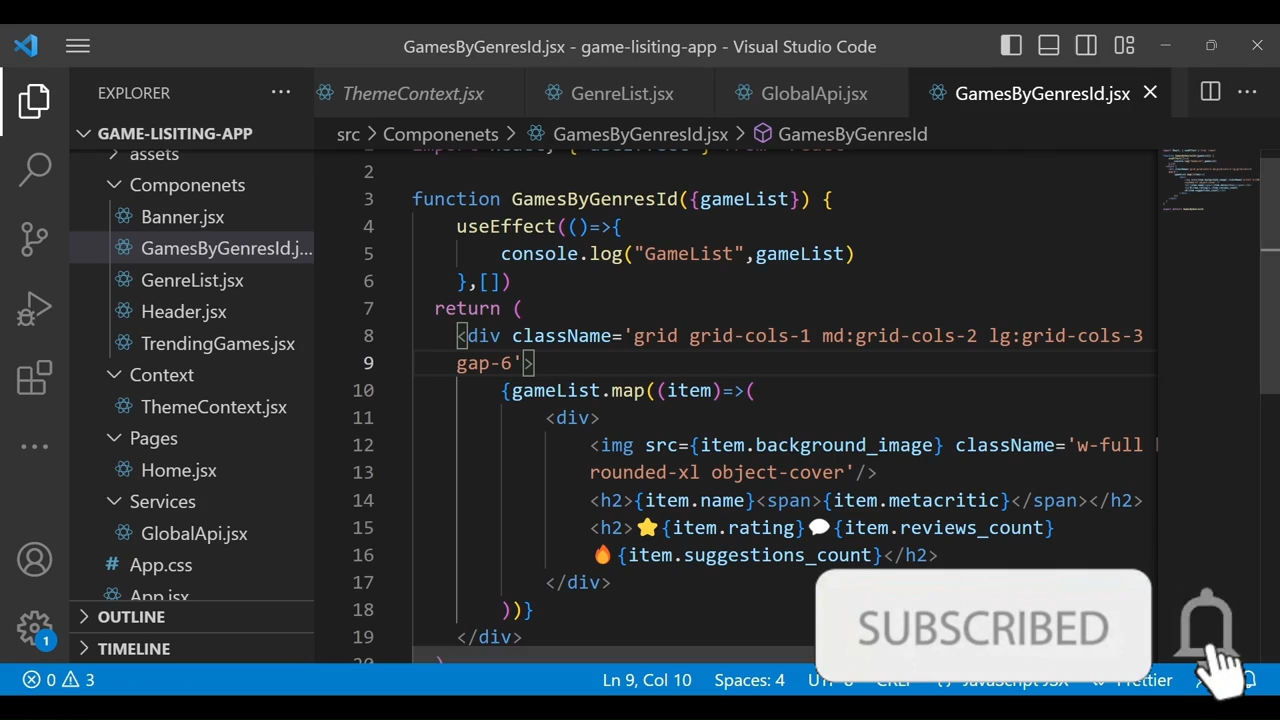 GamesByGenresId.jsx - game-lisiting-app - Visual Studio Code
EXPLORER
ThemeContext.jsx
GenreList.jsx
GlobalApi.jsx
GamesByGenresId.jsx
GAME-LISITING-APP
src > Componenets > GamesByGenresId.jsx > GamesByGenresId
assets
Componenets
Banner.jsx
GamesByGenresId.j...
GenreList.jsx
Header.jsx
TrendingGames.jsx
Context
ThemeContext.jsx
Pages
Home.jsx
Services
GlobalApi.jsx
# App.css
App.jsx
OUTLINE
TIMELINE
2
3 function GamesByGenresId({gameList}) {
4 useEffect(()=>{
5 console.log("GameList",gameList)
6 },[])
7 return (
8 <div className='grid grid-cols-1 md:grid-cols-2 lg:grid-cols-3
9 gap-6'>
10 {gameList.map((item)=>(
11 <div>
12 <img src={item.background_image} className='w-full
13 rounded-xl object-cover'/>
14 <h2>{item.name}<span>{item.metacritic}</span></h2>
15 <h2>⭐{item.rating}💬{item.reviews_count}
16 🔥{item.suggestions_count}</h2>
17 </div>
18 ))}
19 </div>
SUBSCRIBED
1
0 3
Ln 9, Col 10
Spaces: 4